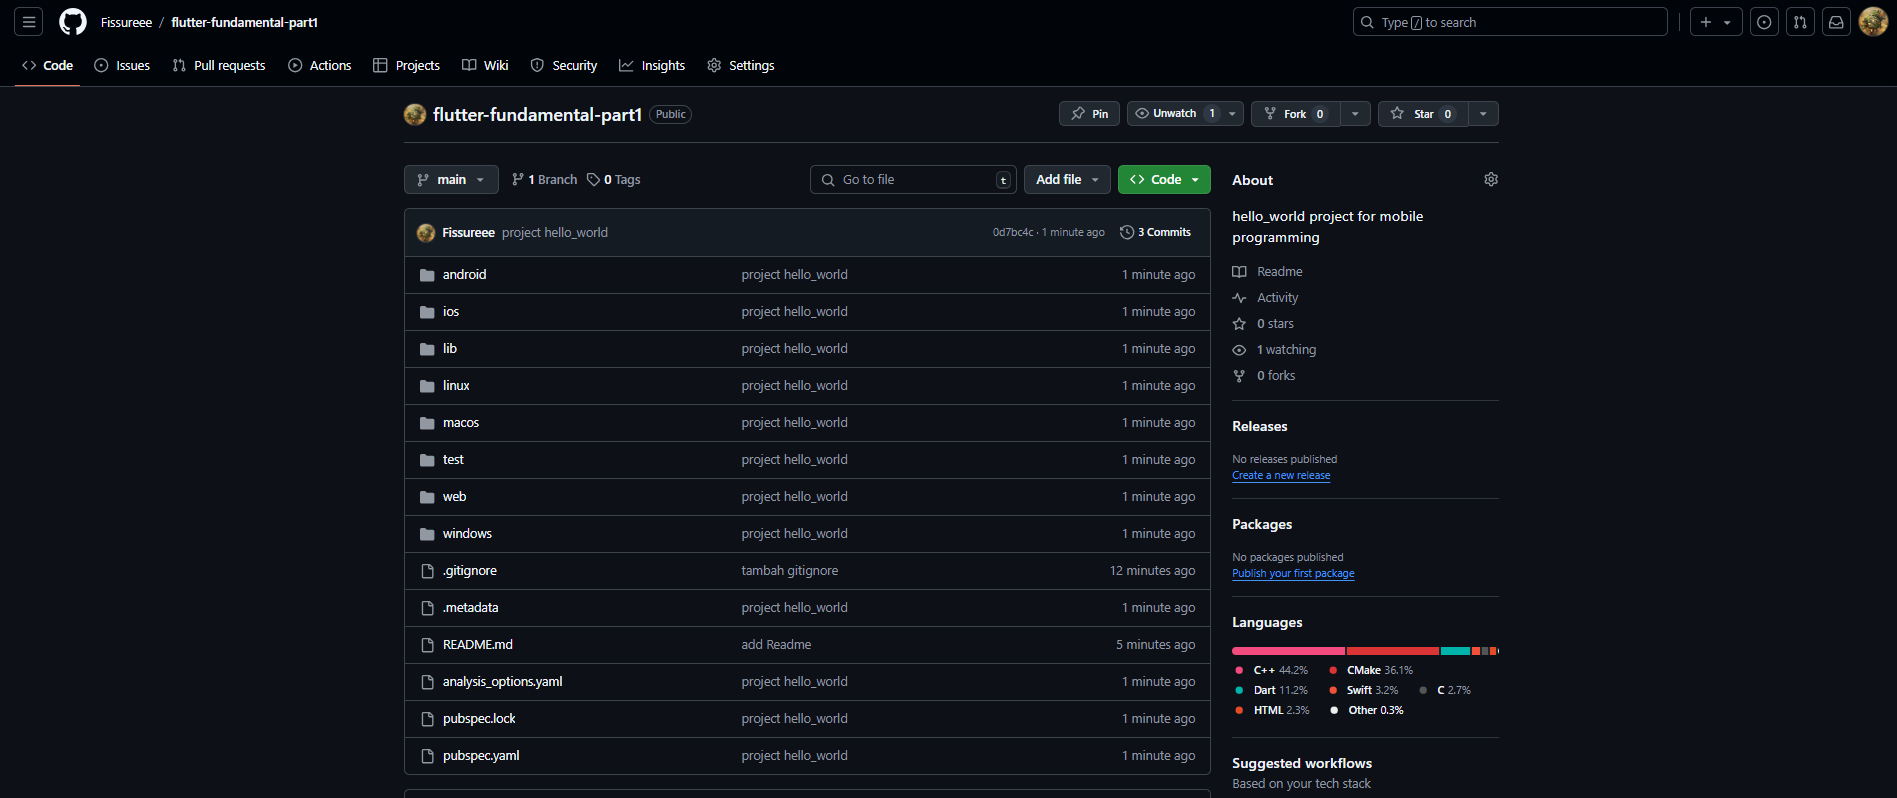 Fissureee / flutter-fundamental-part1
Type / to search
Code Issues Pull requests Actions Projects Wiki Security Insights Settings
flutter-fundamental-part1 Public
Pin Unwatch 1 Fork 0 Star 0
main 1 Branch 0 Tags
Go to file t Add file Code
Fissureee project hello_world 0d7bc4c · 1 minute ago 3 Commits
android project hello_world 1 minute ago
ios project hello_world 1 minute ago
lib project hello_world 1 minute ago
linux project hello_world 1 minute ago
macos project hello_world 1 minute ago
test project hello_world 1 minute ago
web project hello_world 1 minute ago
windows project hello_world 1 minute ago
.gitignore tambah gitignore 12 minutes ago
.metadata project hello_world 1 minute ago
README.md add Readme 5 minutes ago
analysis_options.yaml project hello_world 1 minute ago
pubspec.lock project hello_world 1 minute ago
pubspec.yaml project hello_world 1 minute ago
About
hello_world project for mobile
programming
Readme
Activity
0 stars
1 watching
0 forks
Releases
No releases published
Create a new release
Packages
No packages published
Publish your first package
Languages
C++ 44.2% CMake 36.1%
Dart 11.2% Swift 3.2% C 2.7%
HTML 2.3% Other 0.3%
Suggested workflows
Based on your tech stack